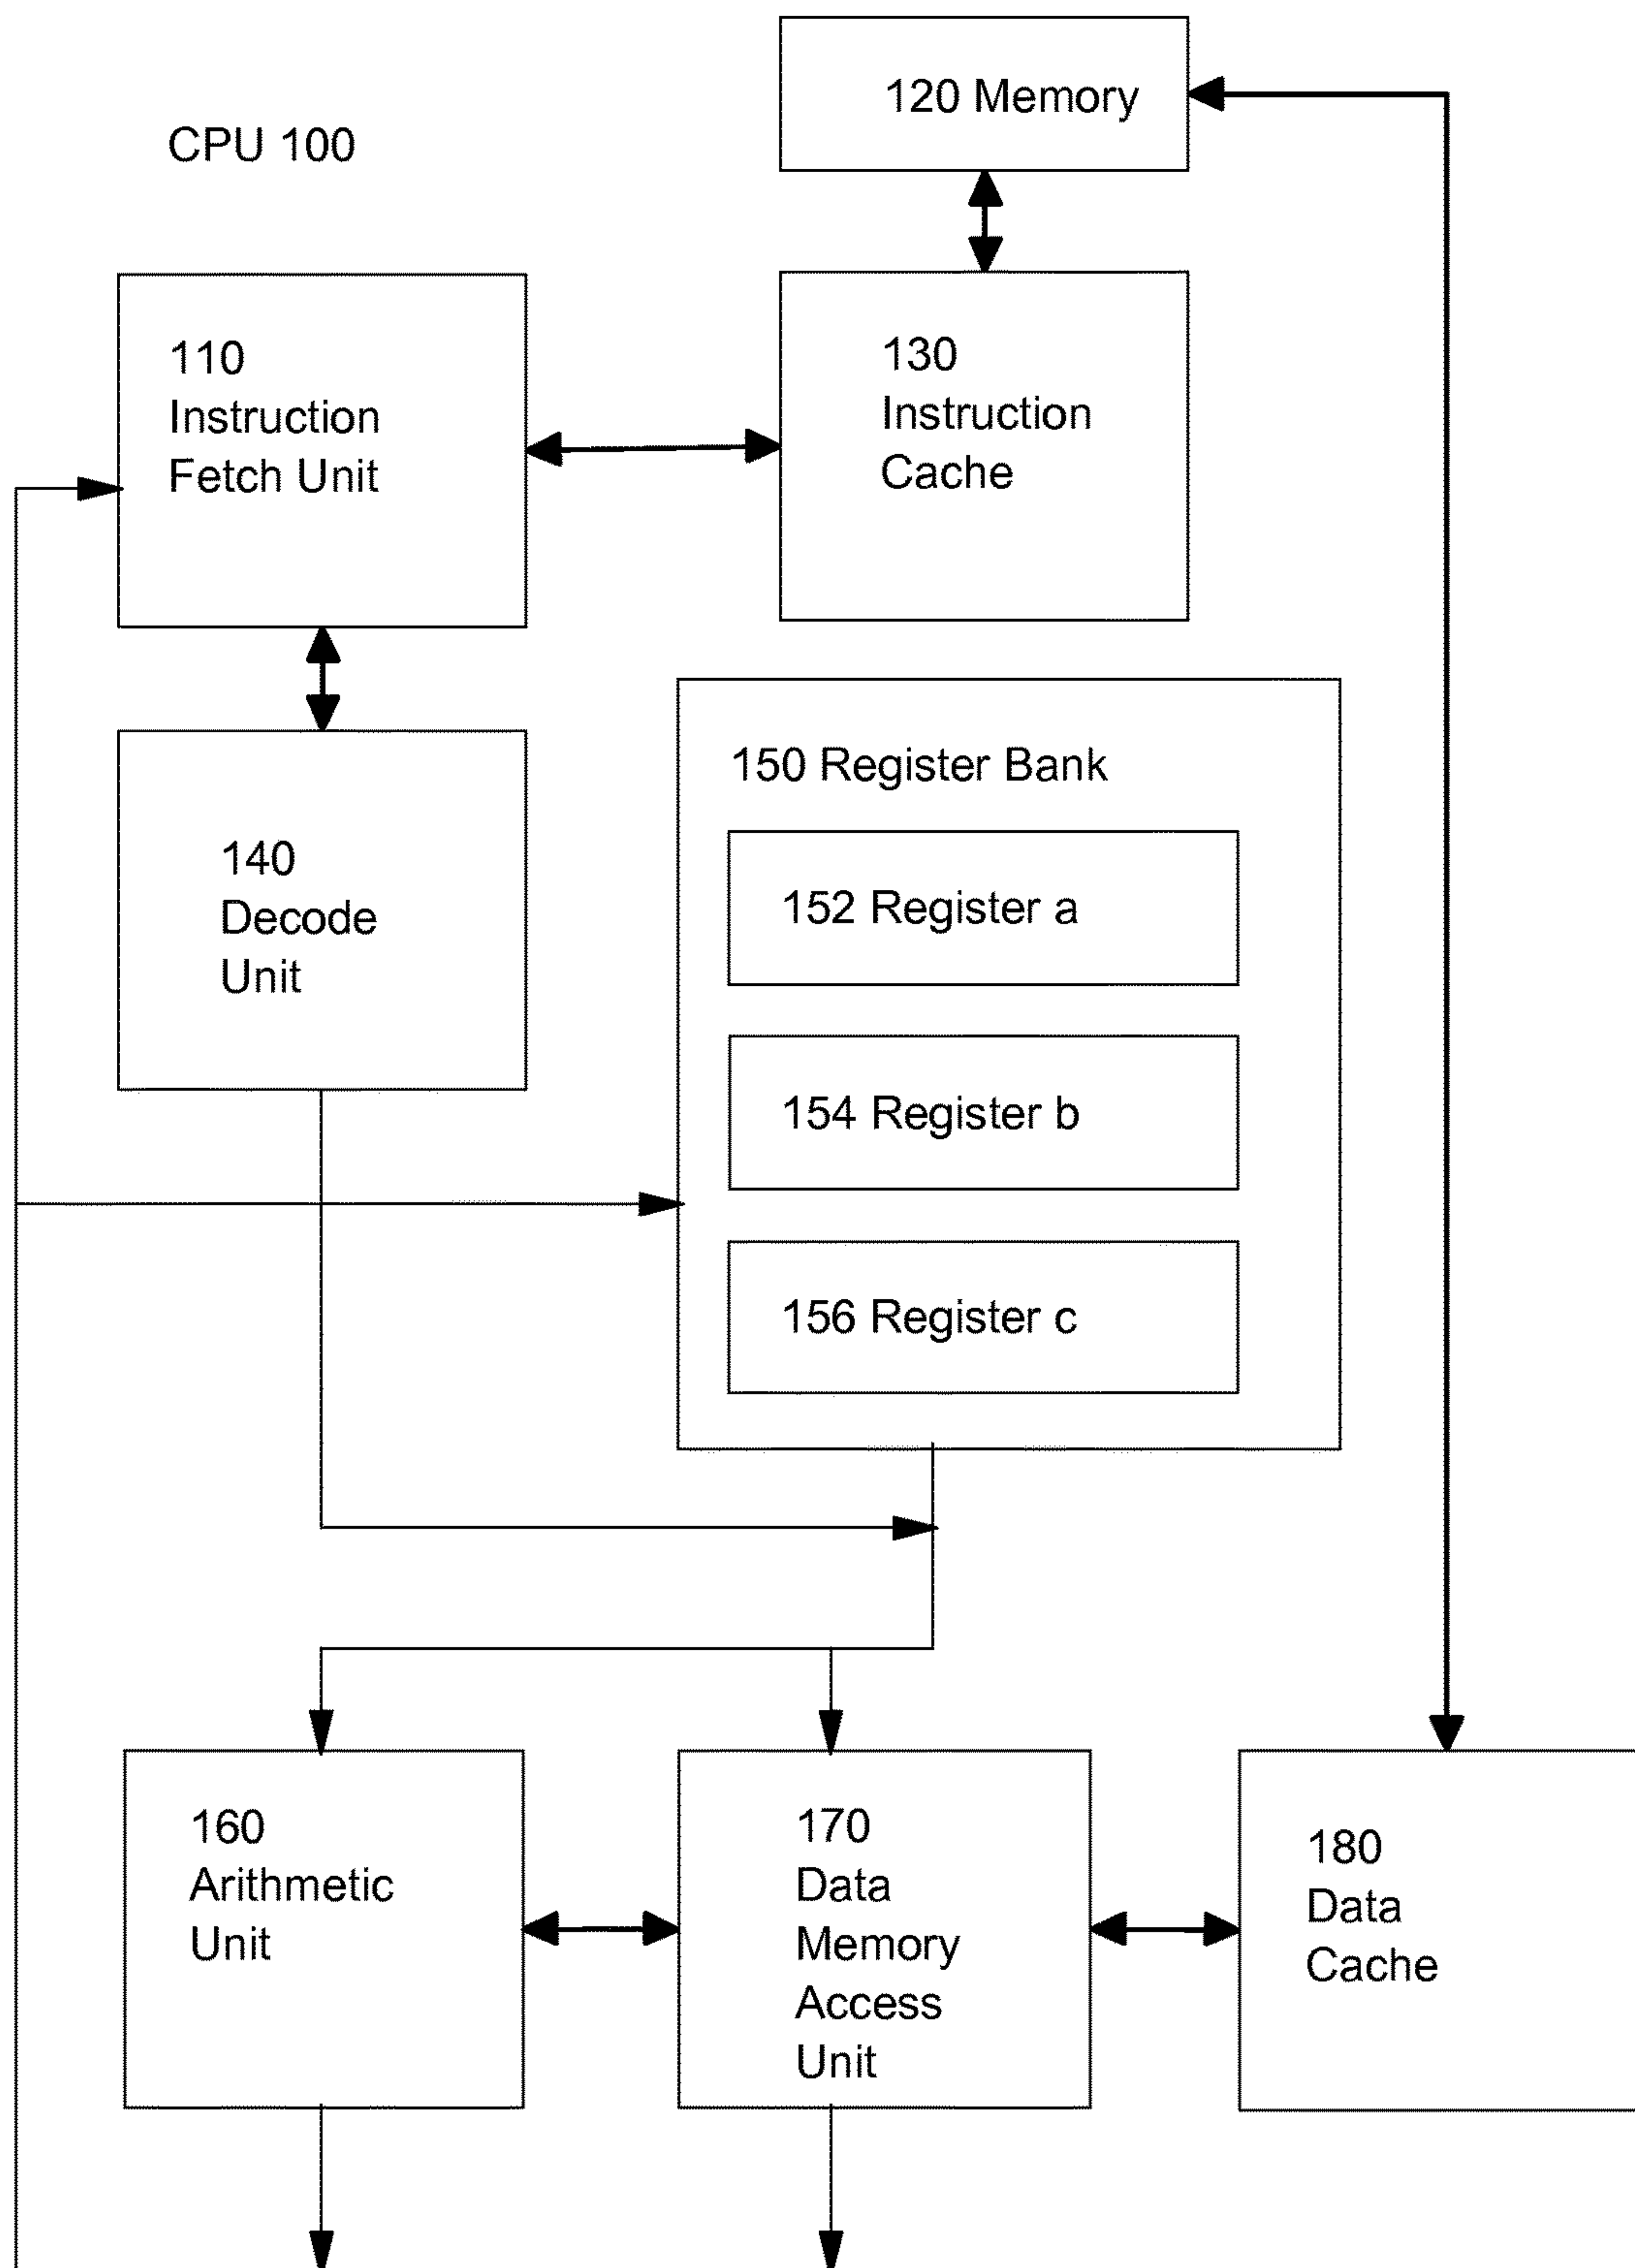 120 Memory
CPU 100
110
Instruction
Fetch Unit
130
Instruction
Cache
150 Register Bank
140
Decode
Unit
152 Register a
154 Register b
156 Register c
160
Arithmetic
Unit
170
Data
Memory
Access
Unit
180
Data
Cache